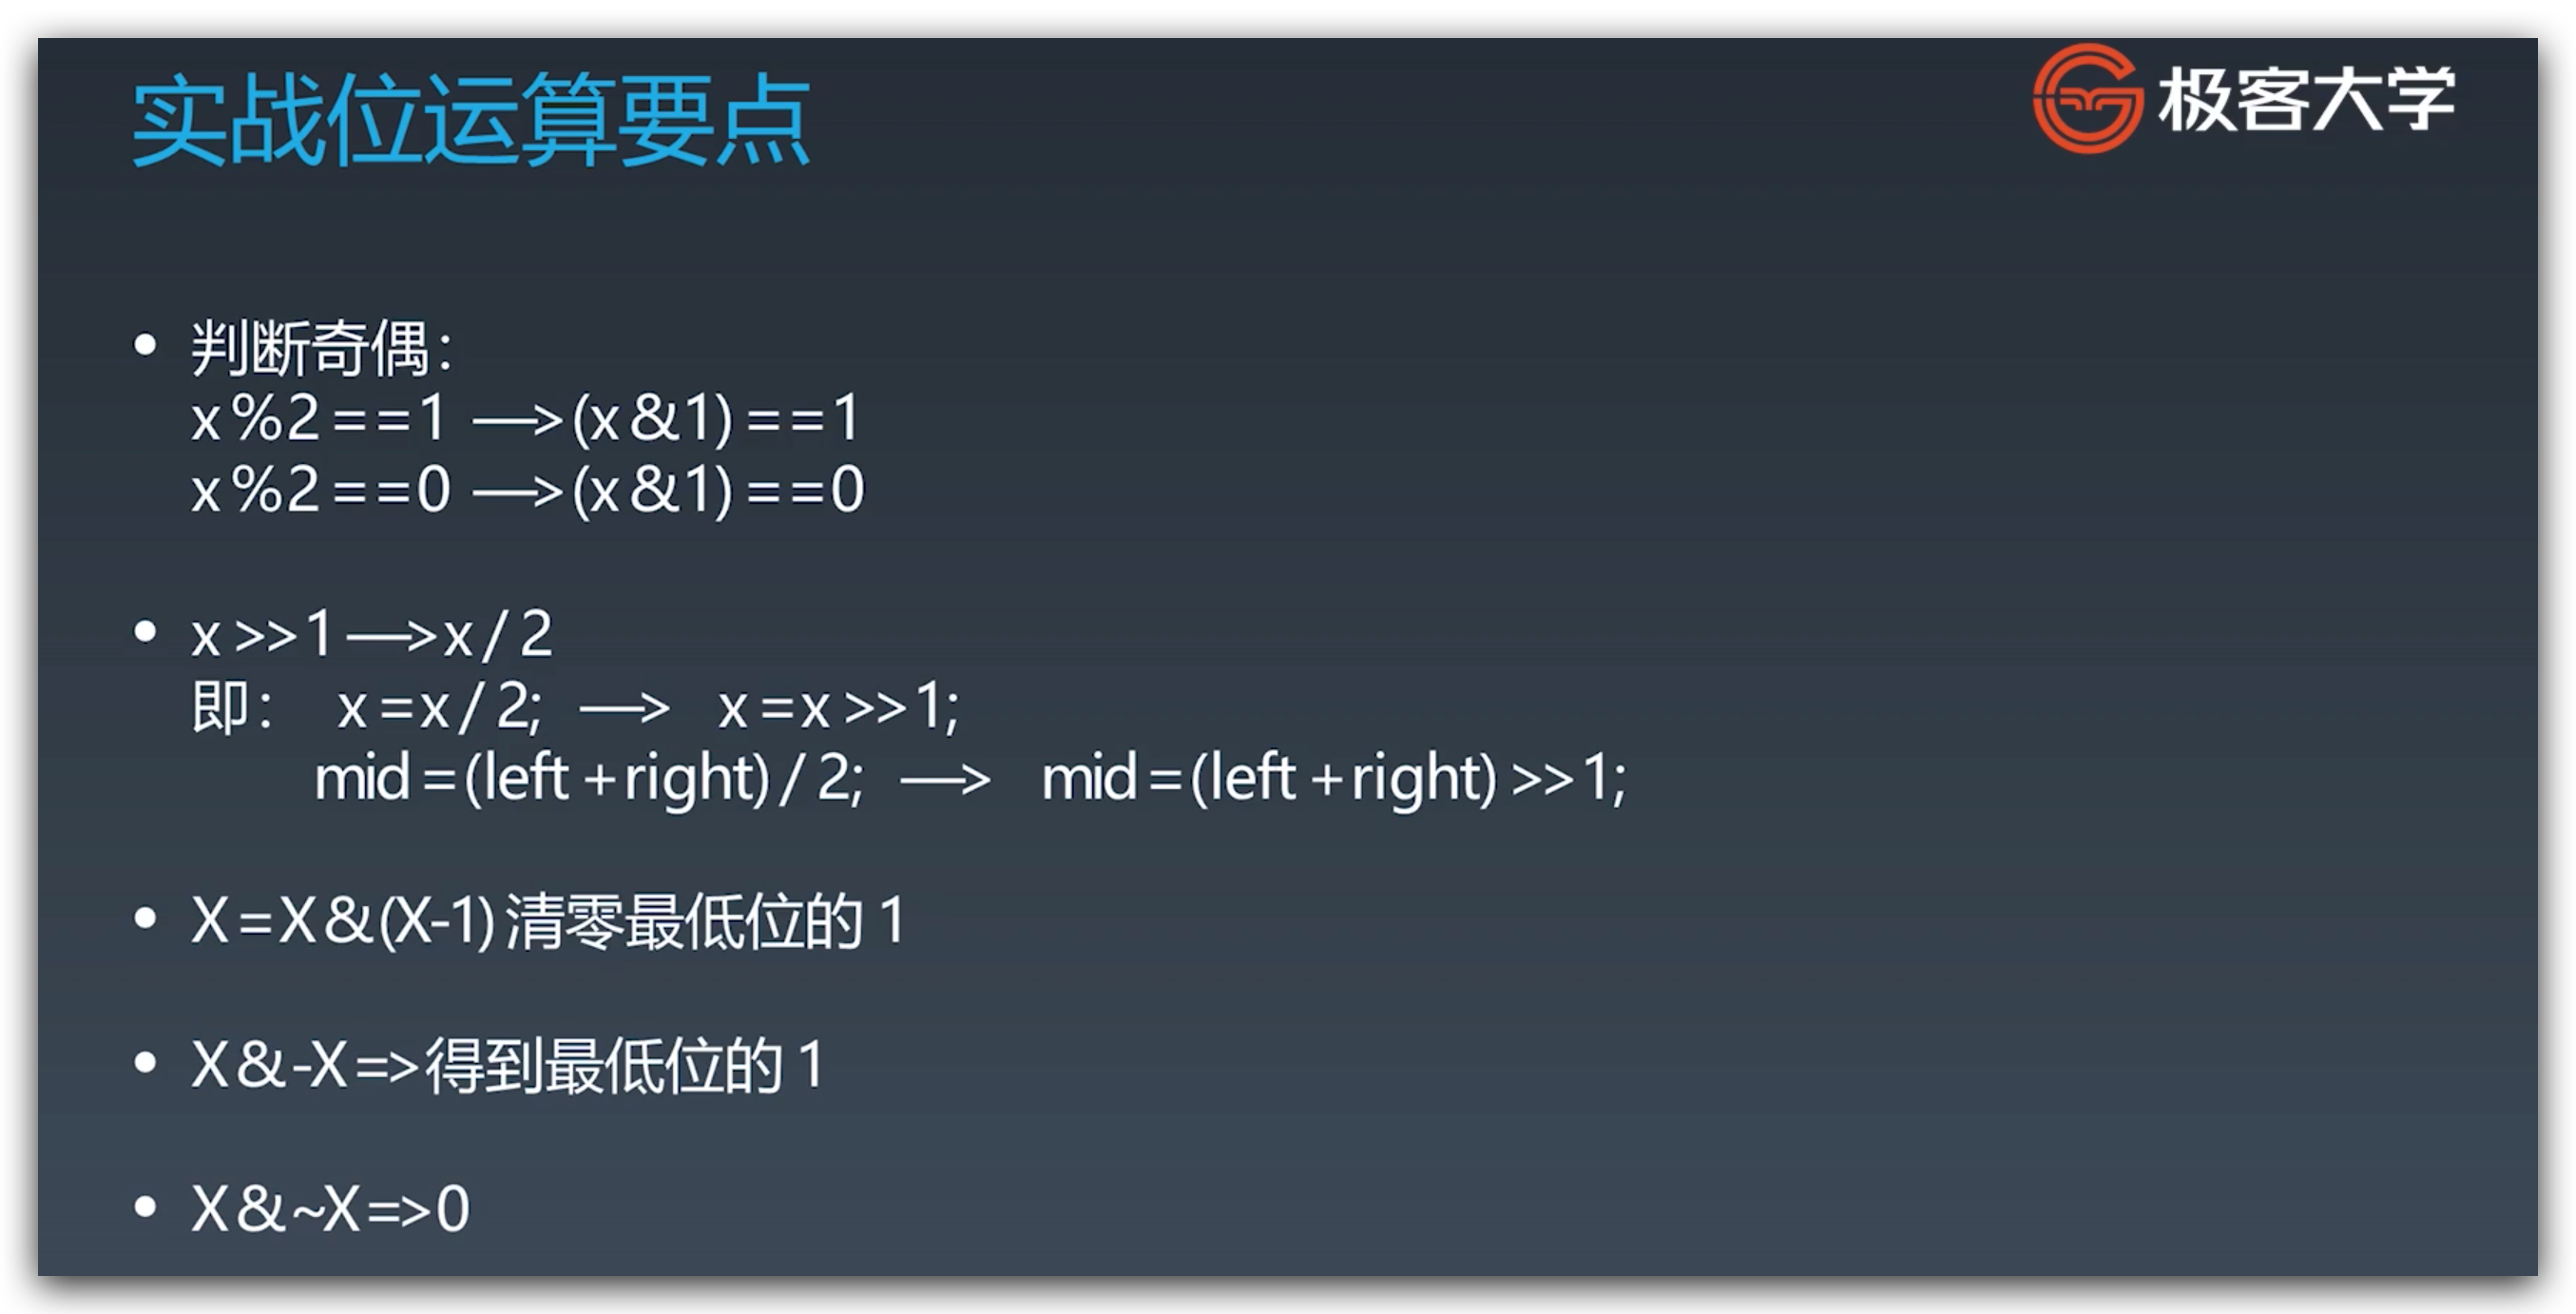 实战位运算要点
极客大学
• 判断奇偶：
x%2==1 —>(x&1)==1
x%2==0 —>(x&1)==0
• x>>1—>x/2
即： x=x/2; —> x=x>>1;
mid=(left+right)/2; —> mid=(left+right)>>1;
• X=X&(X-1)清零最低位的 1
• X&-X=>得到最低位的 1
• X&~X=>0